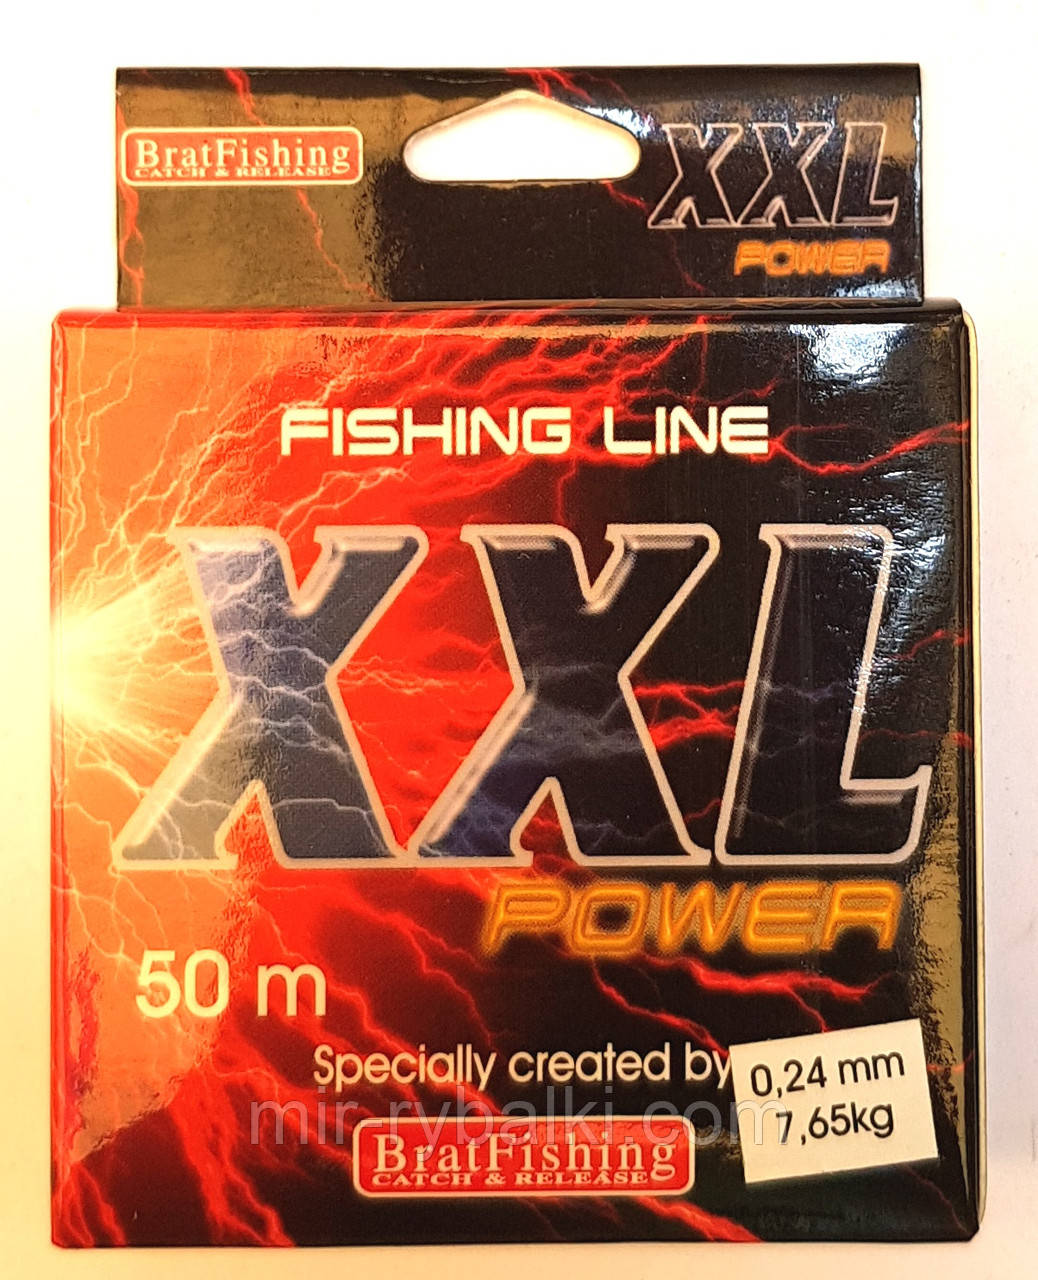 BratFishing
CATCH & RELEASE
XXL
POWER
FISHING LINE
XXL
POWER
50 m
Specially created by
0,24 mm
7,65kg
mir-rybalki.com
BratFishing
CATCH & RELEASE